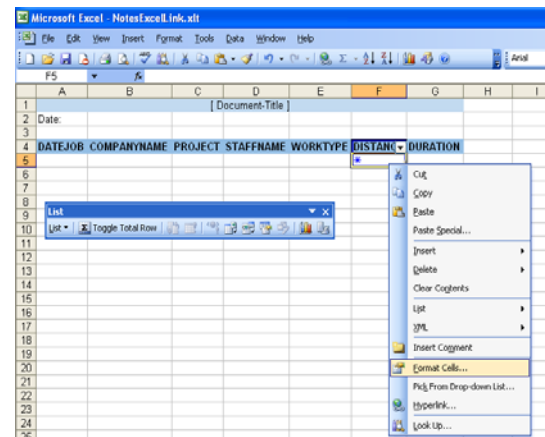 Microsoft Excel - NotesExcelLink.xlt
File Edit View Insert Format Tools Data Window Help
Arial
F5 fx
A B C D E F G H I
1 [ Document-Title ]
2 Date:
3
4 DATEJOB COMPANYNAME PROJECT STAFFNAME WORKTYPE DISTANC DURATION
5 *
6
7
8
9
10
11
12
13
14
15
16
17
18
19
20
21
22
23
24
25
List
List Toggle Total Row
Cut
Copy
Paste
Paste Special...
Insert
Delete
Clear Contents
List
XML
Insert Comment
Format Cells...
Pick From Drop-down List...
Hyperlink...
Look Up...